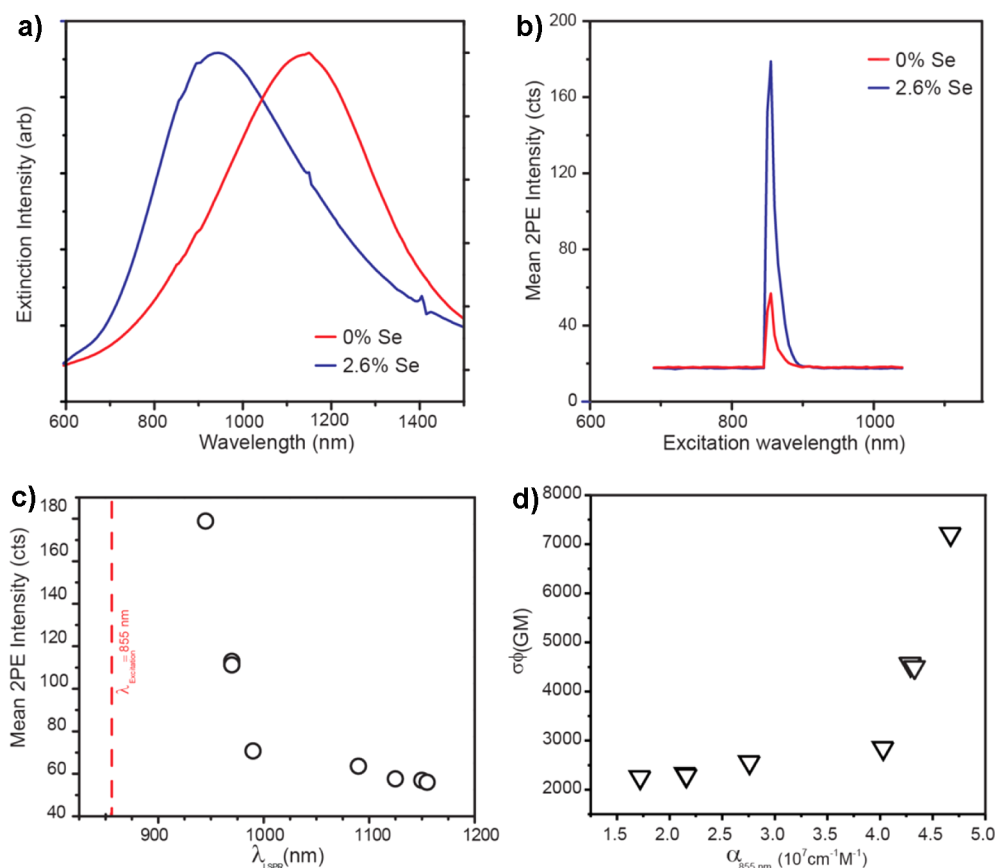 a)
Extinction Intensity (arb)
0% Se
2.6% Se
600 800 1000 1200 1400
Wavelength (nm)
b)
Mean 2PE Intensity (cts)
200
160
120
80
40
0
0% Se
2.6% Se
600 800 1000
Excitation wavelength (nm)
c)
Mean 2PE Intensity (cts)
180
160
140
120
100
80
60
40
λExcitation = 855 nm
900 1000 1100 1200
λLSPR(nm)
d)
σϕ(GM)
8000
7000
6000
5000
4000
3000
2000
1.5 2.0 2.5 3.0 3.5 4.0 4.5 5.0
α855 nm (10⁷cm⁻¹M⁻¹)